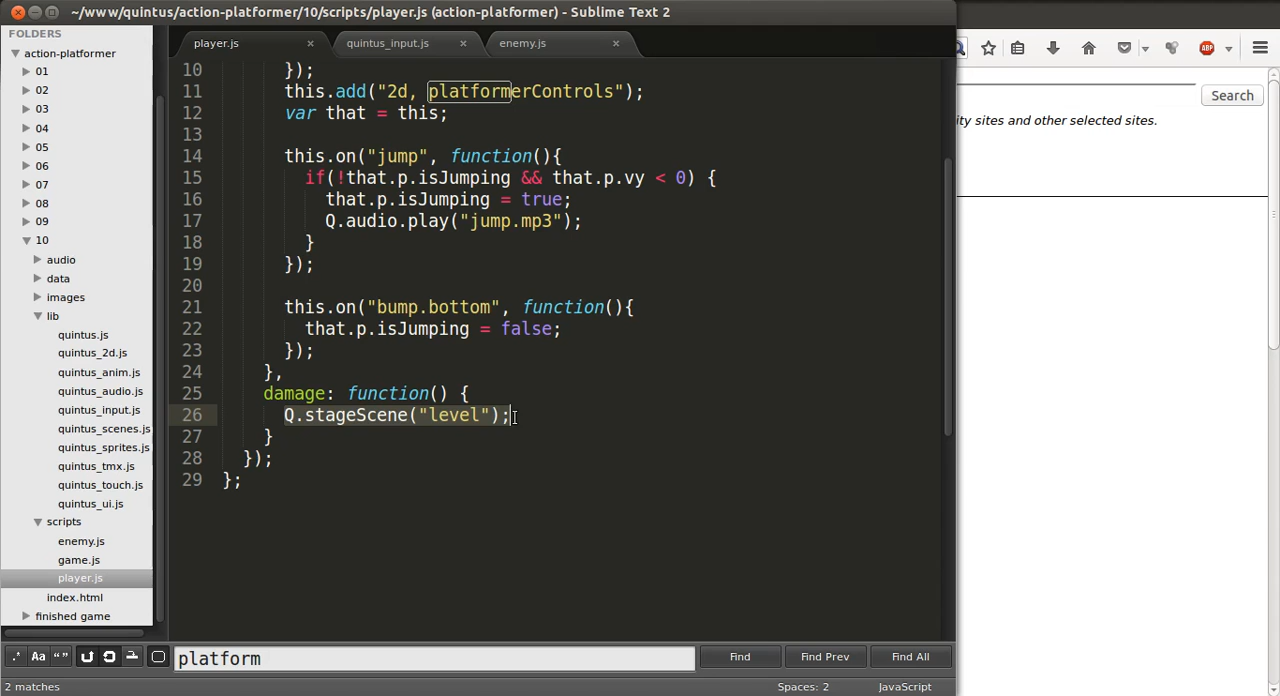 ~/www/quintus/action-platformer/10/scripts/player.js (action-platformer) - Sublime Text 2
FOLDERS
action-platformer
01
02
03
04
05
06
07
08
09
10
audio
data
images
lib
quintus.js
quintus_2d.js
quintus_anim.js
quintus_audio.js
quintus_input.js
quintus_scenes.js
quintus_sprites.js
quintus_tmx.js
quintus_touch.js
quintus_ui.js
scripts
enemy.js
game.js
player.js
index.html
finished game
player.js × quintus_input.js × enemy.js ×
10 });
11 this.add("2d, platformerControls");
12 var that = this;
13
14 this.on("jump", function(){
15 if(!that.p.isJumping && that.p.vy < 0) {
16 that.p.isJumping = true;
17 Q.audio.play("jump.mp3");
18 }
19 });
20
21 this.on("bump.bottom", function(){
22 that.p.isJumping = false;
23 });
24 },
25 damage: function() {
26 Q.stageScene("level");
27 }
28 });
29 };
.* Aa “ ” platform Find Find Prev Find All
2 matches Spaces: 2 JavaScript
ABP
Search
ity sites and other selected sites.